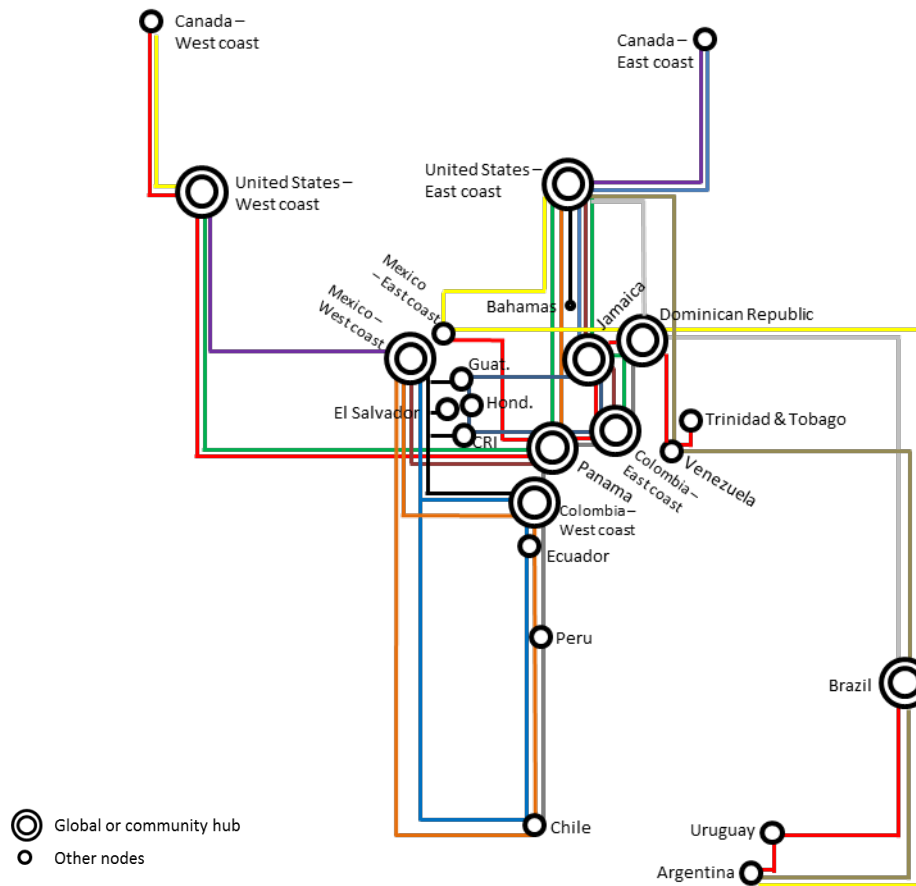 Canada –
West coast
Canada –
East coast
United States –
West coast
United States –
East coast
Mexico
– East coast
Mexico –
West coast
Bahamas
Jamaica
Dominican Republic
Guat.
El Salvador
Hond.
CRI
Trinidad & Tobago
Venezuela
Panama
Colombia –
East coast
Colombia –
West coast
Ecuador
Peru
Brazil
Chile
Uruguay
Argentina
Global or community hub
Other nodes